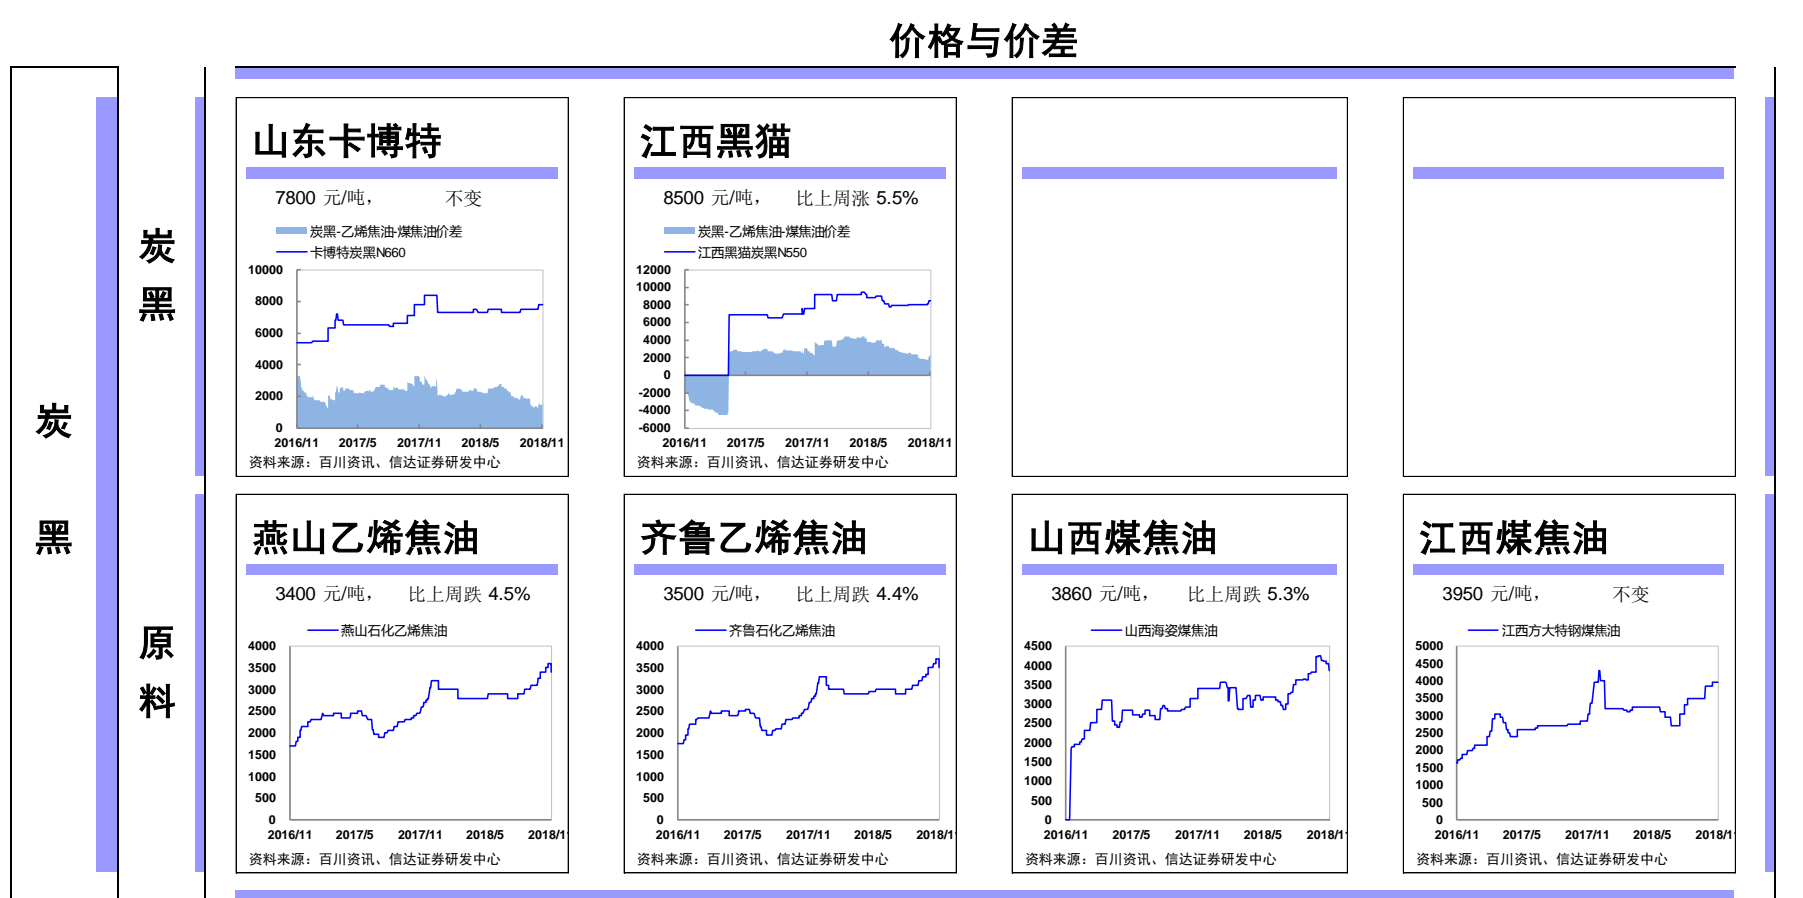 价格与价差
炭
黑
炭
黑
山东卡博特
7800 元/吨， 不变
炭黑-乙烯焦油-煤焦油价差
卡博特炭黑N660
10000
8000
6000
4000
2000
0
2016/11 2017/5 2017/11 2018/5 2018/11
资料来源：百川资讯、信达证券研发中心
江西黑猫
8500 元/吨， 比上周涨 5.5%
炭黑-乙烯焦油-煤焦油价差
江西黑猫炭黑N550
12000
10000
8000
6000
4000
2000
0
-2000
-4000
-6000
2016/11 2017/5 2017/11 2018/5 2018/11
资料来源：百川资讯、信达证券研发中心
原
料
燕山乙烯焦油
3400 元/吨， 比上周跌 4.5%
燕山石化乙烯焦油
4000
3500
3000
2500
2000
1500
1000
500
0
2016/11 2017/5 2017/11 2018/5 2018/1
资料来源：百川资讯、信达证券研发中心
齐鲁乙烯焦油
3500 元/吨， 比上周跌 4.4%
齐鲁石化乙烯焦油
4000
3500
3000
2500
2000
1500
1000
500
0
2016/11 2017/5 2017/11 2018/5 2018/1
资料来源：百川资讯、信达证券研发中心
山西煤焦油
3860 元/吨， 比上周跌 5.3%
山西海姿煤焦油
4500
4000
3500
3000
2500
2000
1500
1000
500
0
2016/11 2017/5 2017/11 2018/5 2018/1
资料来源：百川资讯、信达证券研发中心
江西煤焦油
3950 元/吨， 不变
江西方大特钢煤焦油
5000
4500
4000
3500
3000
2500
2000
1500
1000
500
0
2016/11 2017/5 2017/11 2018/5 2018/1
资料来源：百川资讯、信达证券研发中心